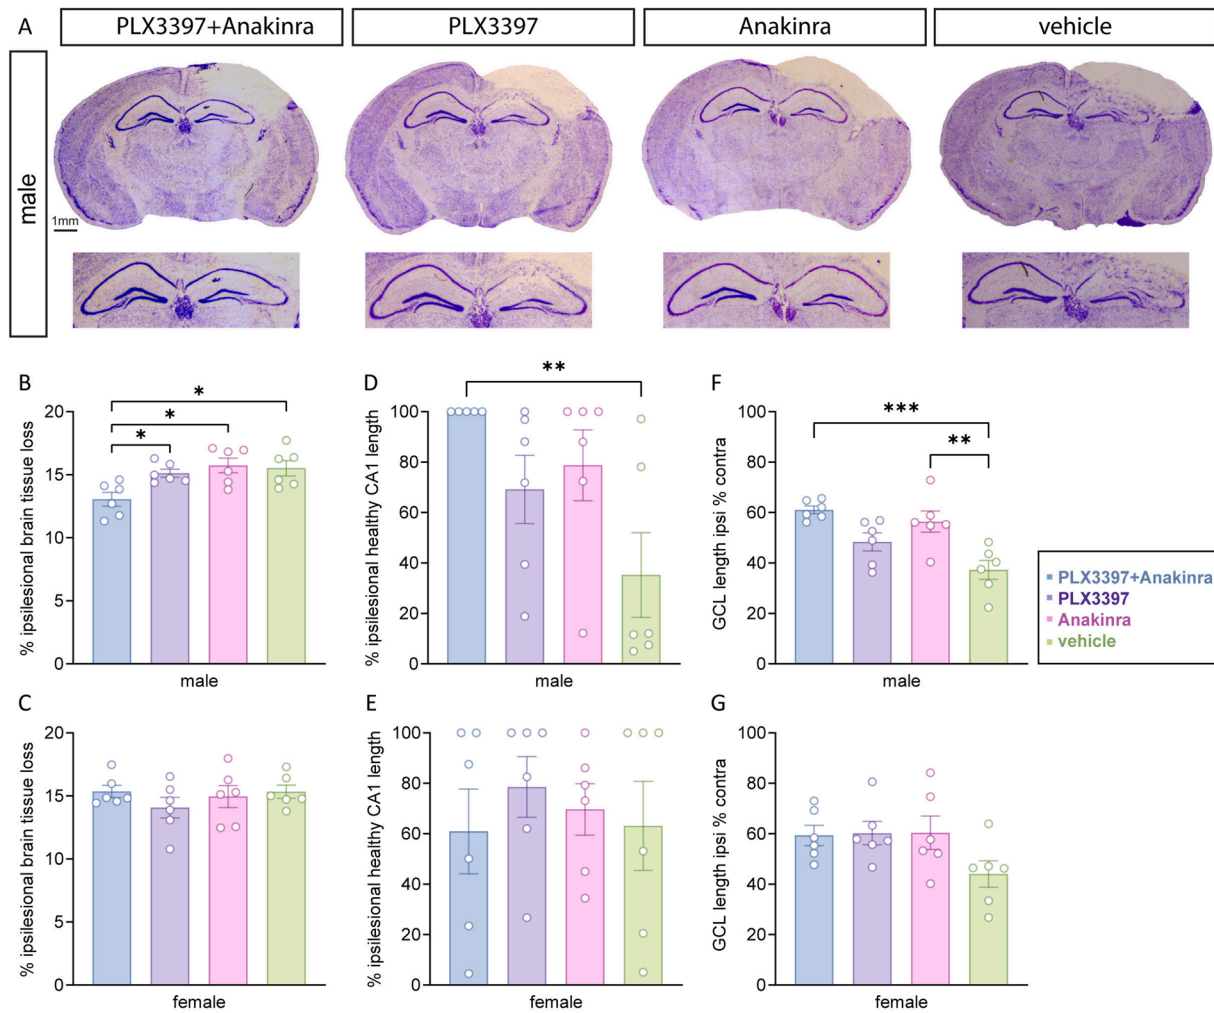 A
PLX3397+Anakinra
PLX3397
Anakinra
vehicle
male
1mm
B
% ipsilesional brain tissue loss
20
15
10
5
0
*
*
*
male
D
% ipsilesional healthy CA1 length
100
80
60
40
20
0
**
male
F
GCL length ipsi % contra
100
80
60
40
20
0
***
**
male
PLX3397+Anakinra
PLX3397
Anakinra
vehicle
C
% ipsilesional brain tissue loss
20
15
10
5
0
female
E
% ipsilesional healthy CA1 length
100
80
60
40
20
0
female
G
GCL length ipsi % contra
100
80
60
40
20
0
female